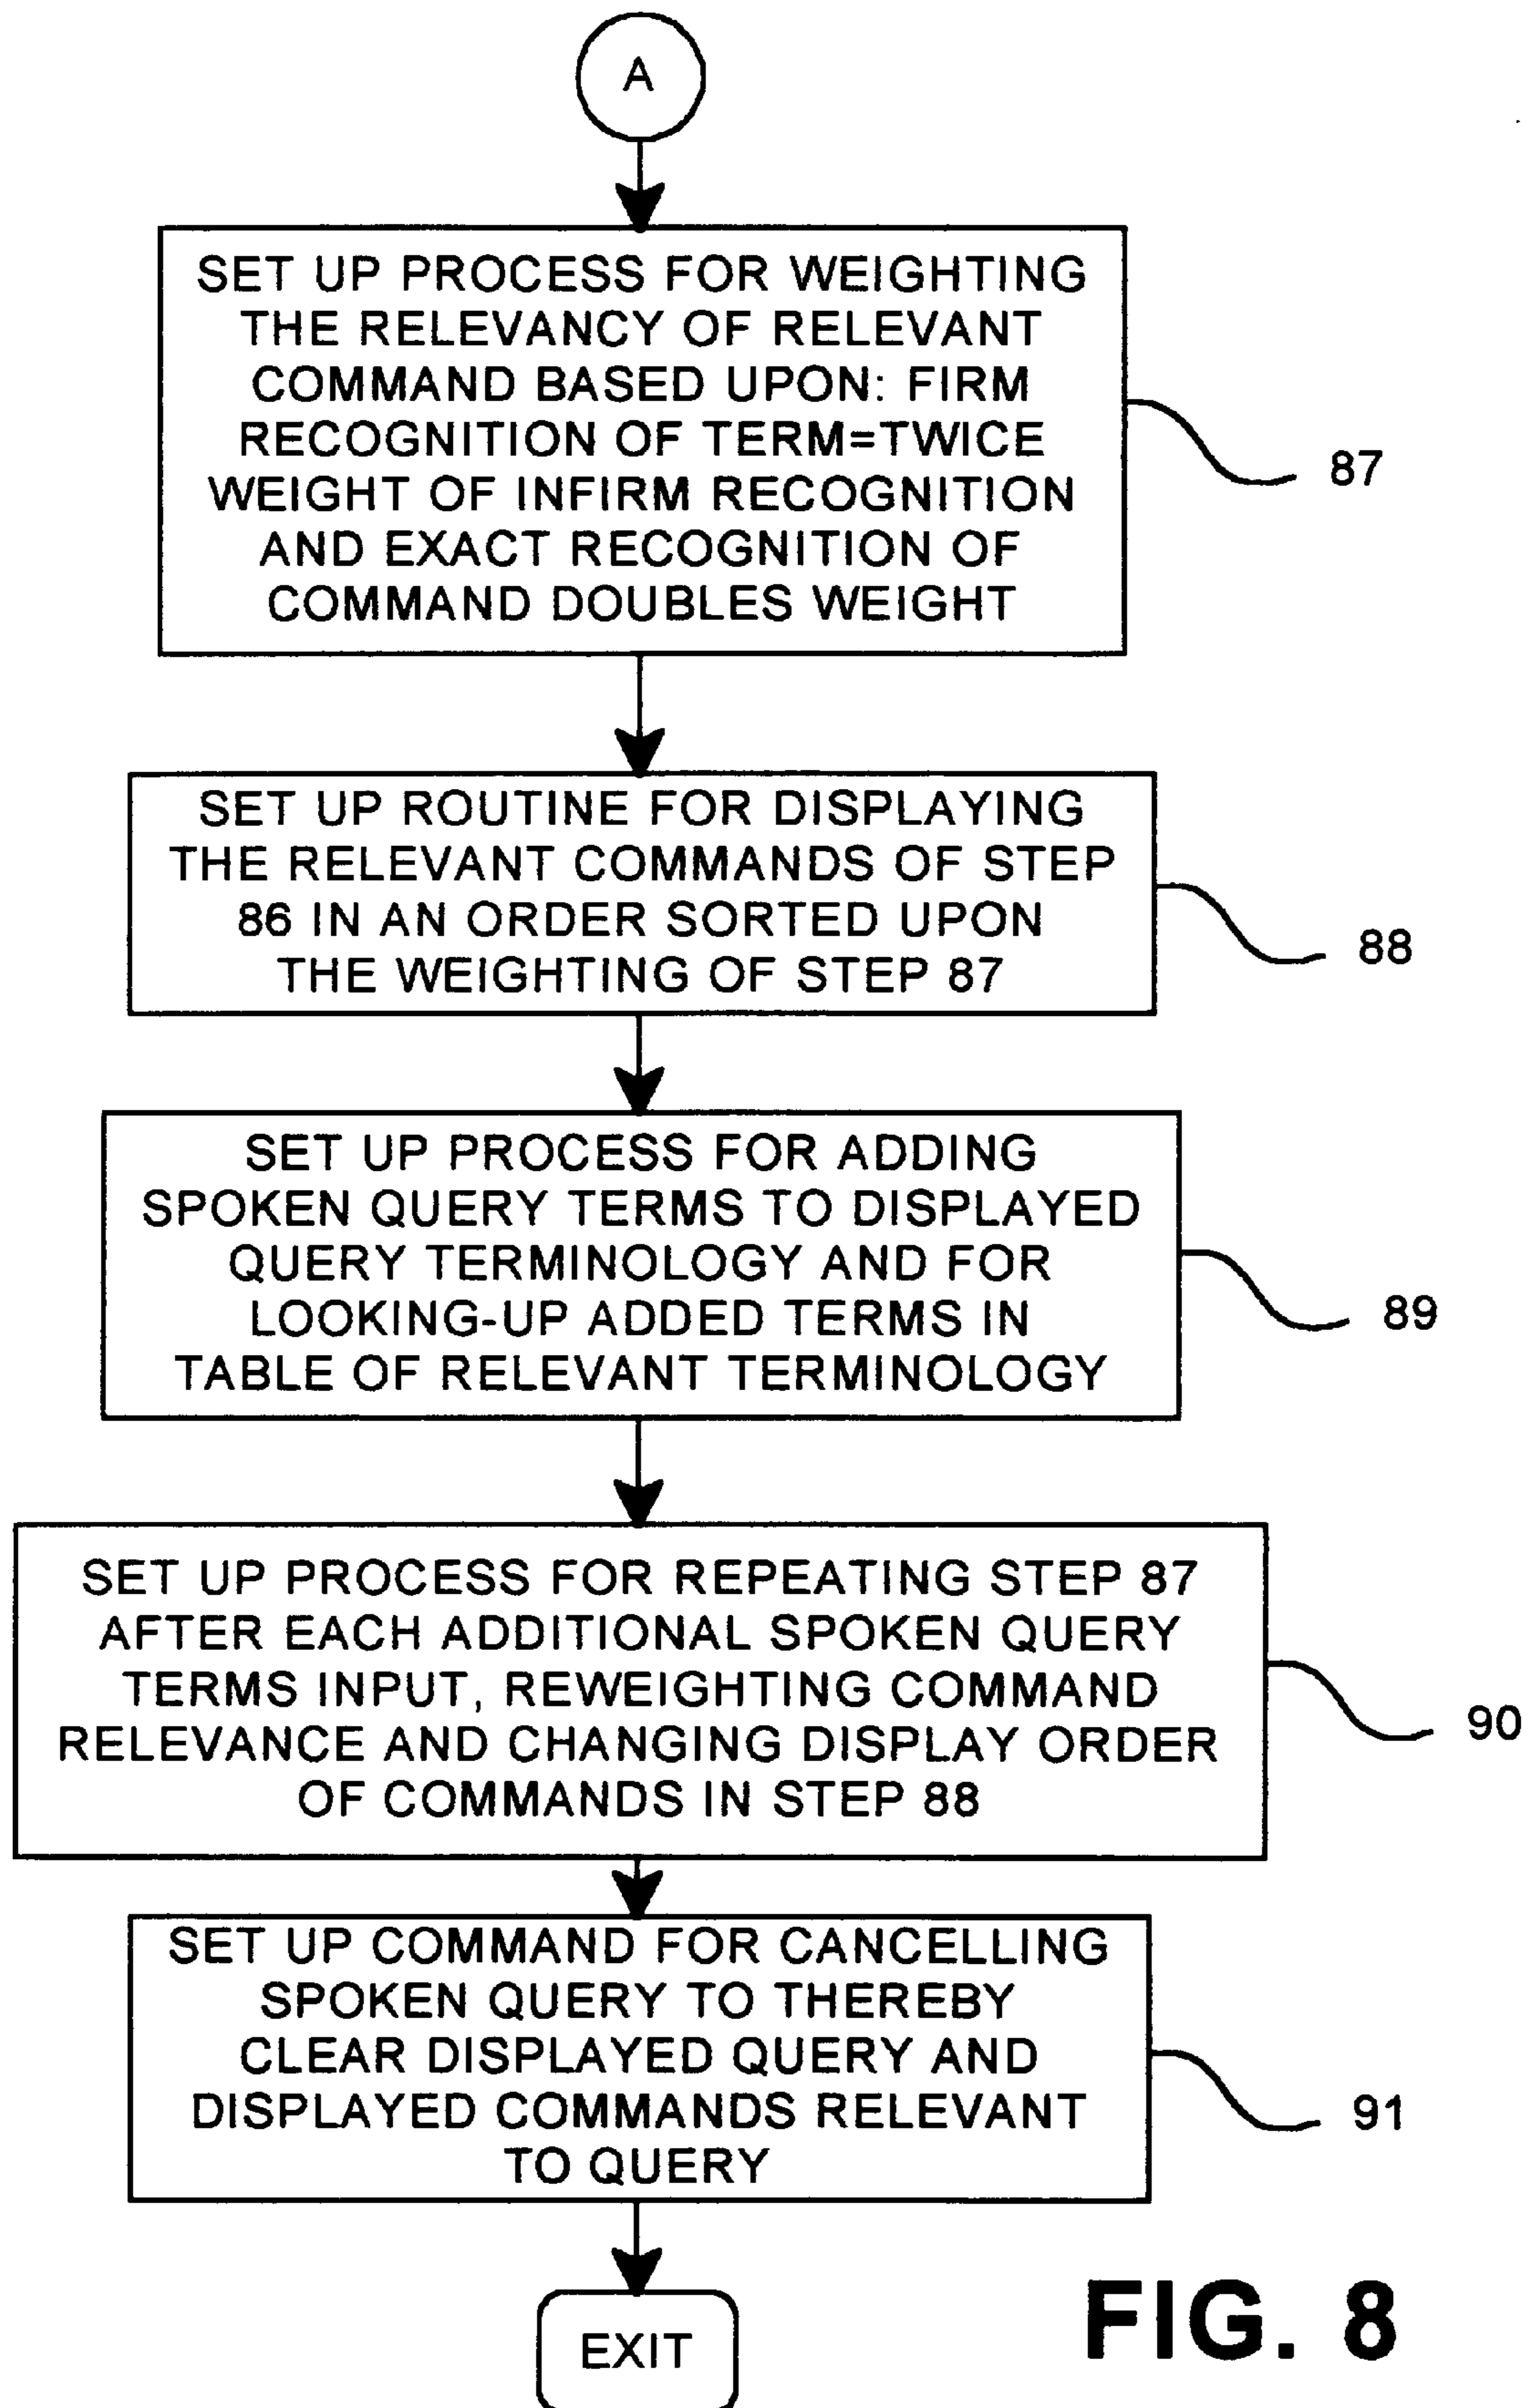 A
SET UP PROCESS FOR WEIGHTING
THE RELEVANCY OF RELEVANT
COMMAND BASED UPON: FIRM
RECOGNITION OF TERM=TWICE
WEIGHT OF INFIRM RECOGNITION
AND EXACT RECOGNITION OF
COMMAND DOUBLES WEIGHT
87
SET UP ROUTINE FOR DISPLAYING
THE RELEVANT COMMANDS OF STEP
86 IN AN ORDER SORTED UPON
THE WEIGHTING OF STEP 87
88
SET UP PROCESS FOR ADDING
SPOKEN QUERY TERMS TO DISPLAYED
QUERY TERMINOLOGY AND FOR
LOOKING-UP ADDED TERMS IN
TABLE OF RELEVANT TERMINOLOGY
89
SET UP PROCESS FOR REPEATING STEP 87
AFTER EACH ADDITIONAL SPOKEN QUERY
TERMS INPUT, REWEIGHTING COMMAND
RELEVANCE AND CHANGING DISPLAY ORDER
OF COMMANDS IN STEP 88
90
SET UP COMMAND FOR CANCELLING
SPOKEN QUERY TO THEREBY
CLEAR DISPLAYED QUERY AND
DISPLAYED COMMANDS RELEVANT
TO QUERY
91
EXIT
FIG. 8